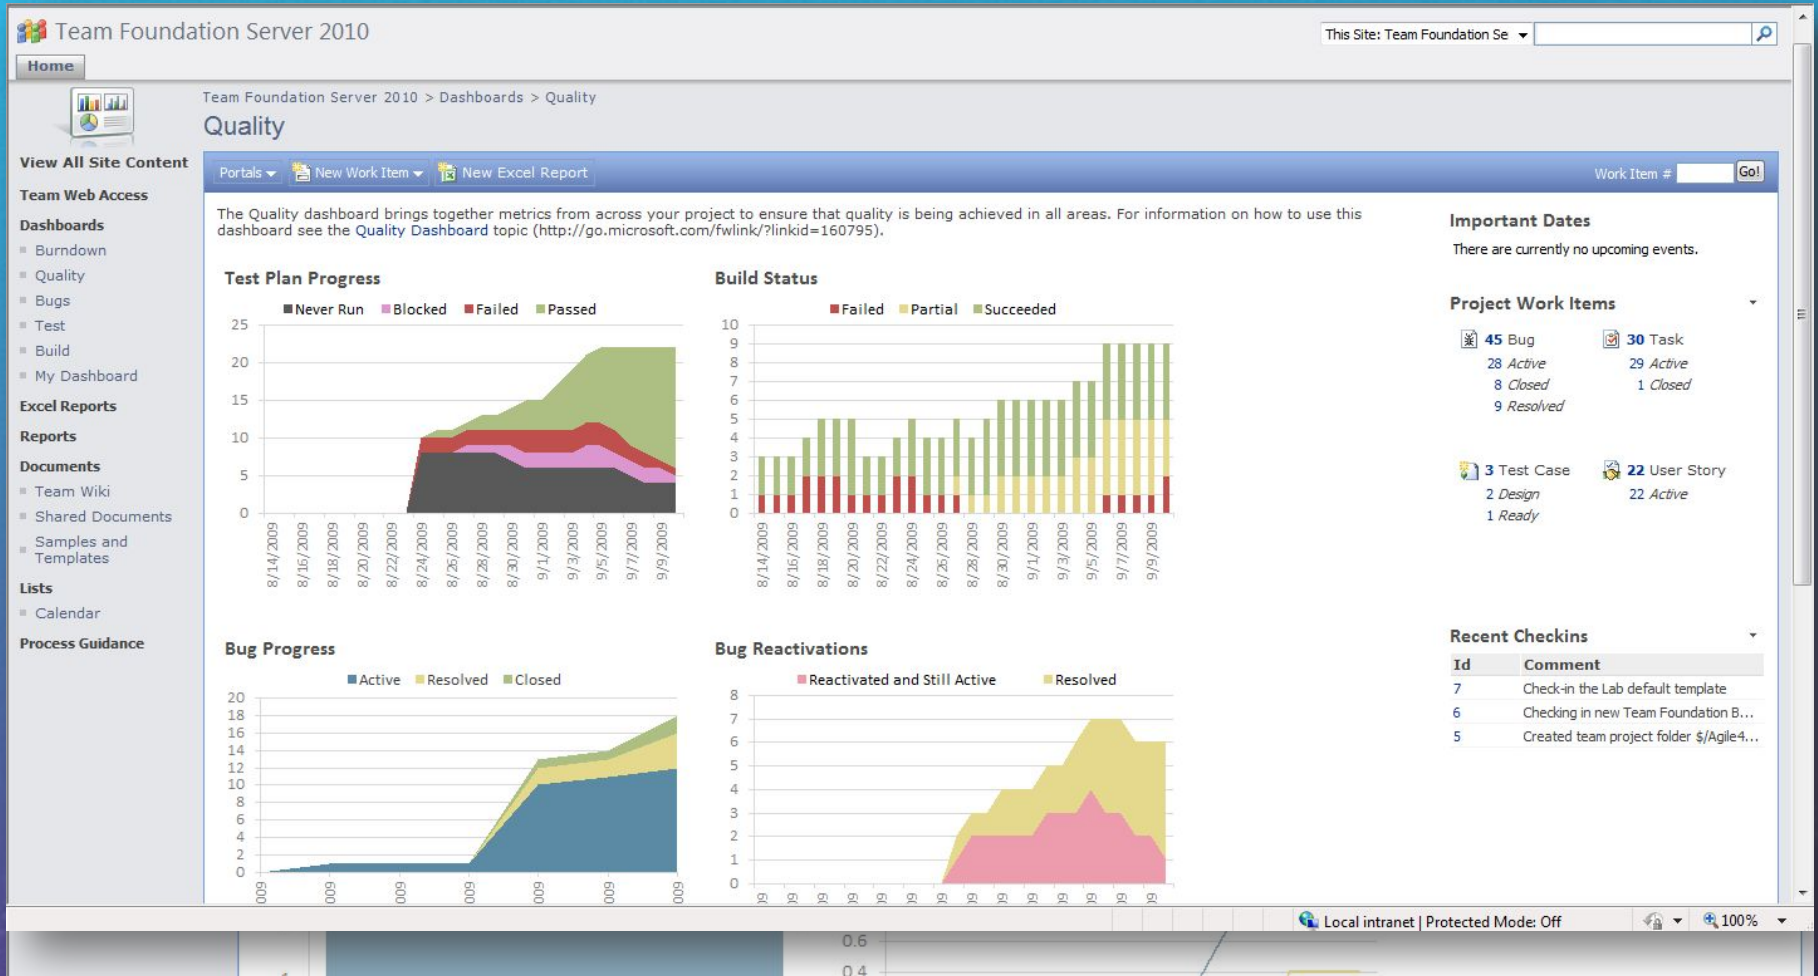 Team Foundation Server 2010
This Site: Team Foundation Se
Home
Team Foundation Server 2010 > Dashboards > Quality
Quality
View All Site Content
Team Web Access
Dashboards
Burndown
Quality
Bugs
Test
Build
My Dashboard
Excel Reports
Reports
Documents
Team Wiki
Shared Documents
Samples and
Templates
Lists
Calendar
Process Guidance
Portals New Work Item New Excel Report Work Item # Go!
The Quality dashboard brings together metrics from across your project to ensure that quality is being achieved in all areas. For information on how to use this
dashboard see the Quality Dashboard topic (http://go.microsoft.com/fwlink/?linkid=160795).
Test Plan Progress
Never Run Blocked Failed Passed
25
20
15
10
5
0
8/14/2009 8/16/2009 8/18/2009 8/20/2009 8/22/2009 8/24/2009 8/26/2009 8/28/2009 8/30/2009 9/1/2009 9/3/2009 9/5/2009 9/7/2009 9/9/2009
Build Status
Failed Partial Succeeded
10
9
8
7
6
5
4
3
2
1
0
8/14/2009 8/16/2009 8/18/2009 8/20/2009 8/22/2009 8/24/2009 8/26/2009 8/28/2009 8/30/2009 9/1/2009 9/3/2009 9/5/2009 9/7/2009 9/9/2009
Bug Progress
Active Resolved Closed
20
18
16
14
12
10
8
6
4
2
0
009 009 009 009 009 009 009
Bug Reactivations
Reactivated and Still Active Resolved
8
7
6
5
4
3
2
1
0
Important Dates
There are currently no upcoming events.
Project Work Items
45 Bug
28 Active
8 Closed
9 Resolved
30 Task
29 Active
1 Closed
3 Test Case
2 Design
1 Ready
22 User Story
22 Active
Recent Checkins
Id Comment
7 Check-in the Lab default template
6 Checking in new Team Foundation B...
5 Created team project folder $/Agile4...
Local intranet | Protected Mode: Off 100%
0.6
0.4